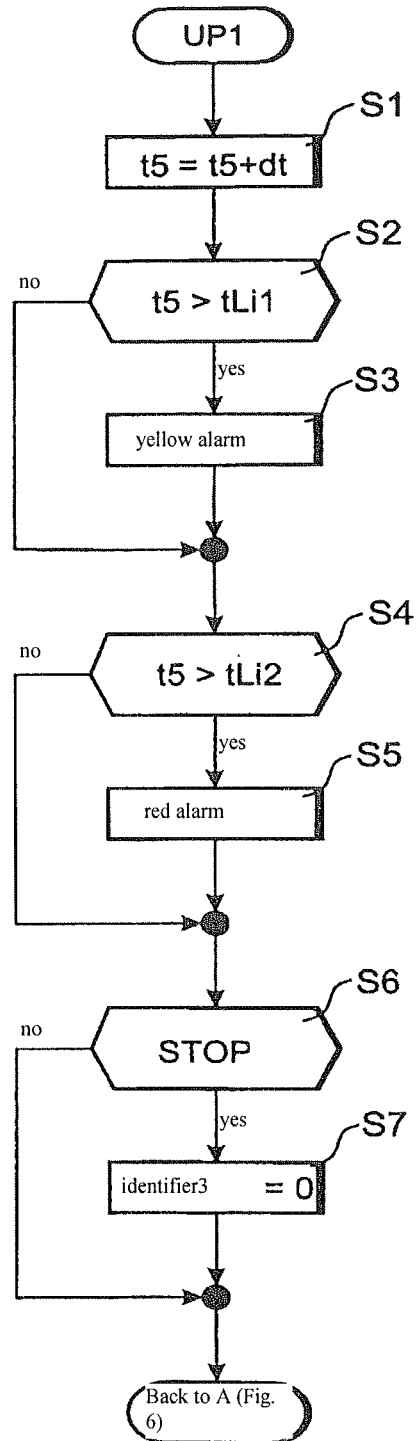 UP1
S1
t5 = t5+dt
S2
t5 > tLi1
no
yes
S3
yellow alarm
S4
no
t5 > tLi2
yes
S5
red alarm
S6
no
STOP
yes
S7
identifier3 = 0
Back to A (Fig.
6)